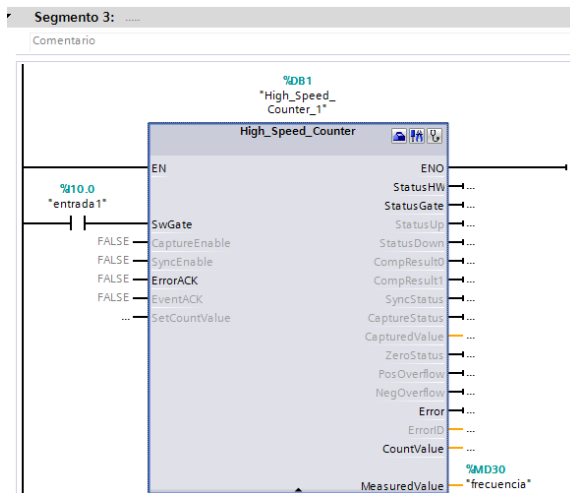 Segmento 3: .....
Comentario
%DB1
"High_Speed_
Counter_1"
High_Speed_Counter
EN
ENO
%I10.0
"entrada1"
StatusHW ...
SwGate
StatusGate ...
StatusUp ...
FALSE CaptureEnable
StatusDown ...
FALSE SyncEnable
CompResult0 ...
FALSE ErrorACK
CompResult1 ...
FALSE EventACK
SyncStatus ...
... SetCountValue
CaptureStatus ...
CapturedValue ...
ZeroStatus ...
PosOverflow ...
NegOverflow ...
Error ...
ErrorID ...
CountValue ...
%MD30
MeasuredValue "frecuencia"